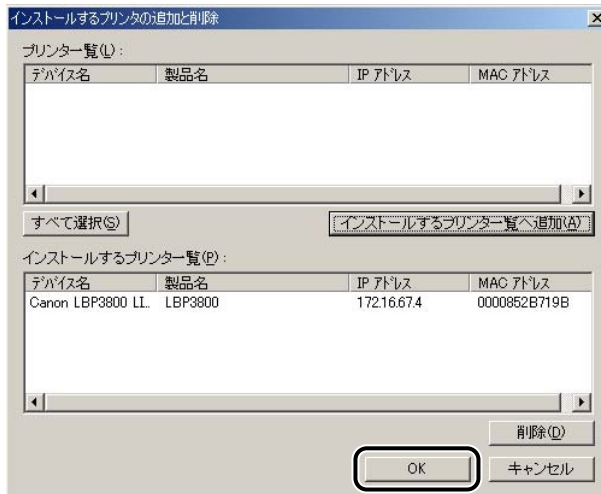 インストールするプリンタの追加と削除
プリンター覧(L):
デバイス名 製品名 IP アドレス MAC アドレス
すべて選択(S) インストールするプリンター覧へ追加(A)
インストールするプリンター覧(P):
デバイス名 製品名 IP アドレス MAC アドレス
Canon LBP3800 LI... LBP3800 172.16.67.4 0000852B719B
削除(D)
OK キャンセル